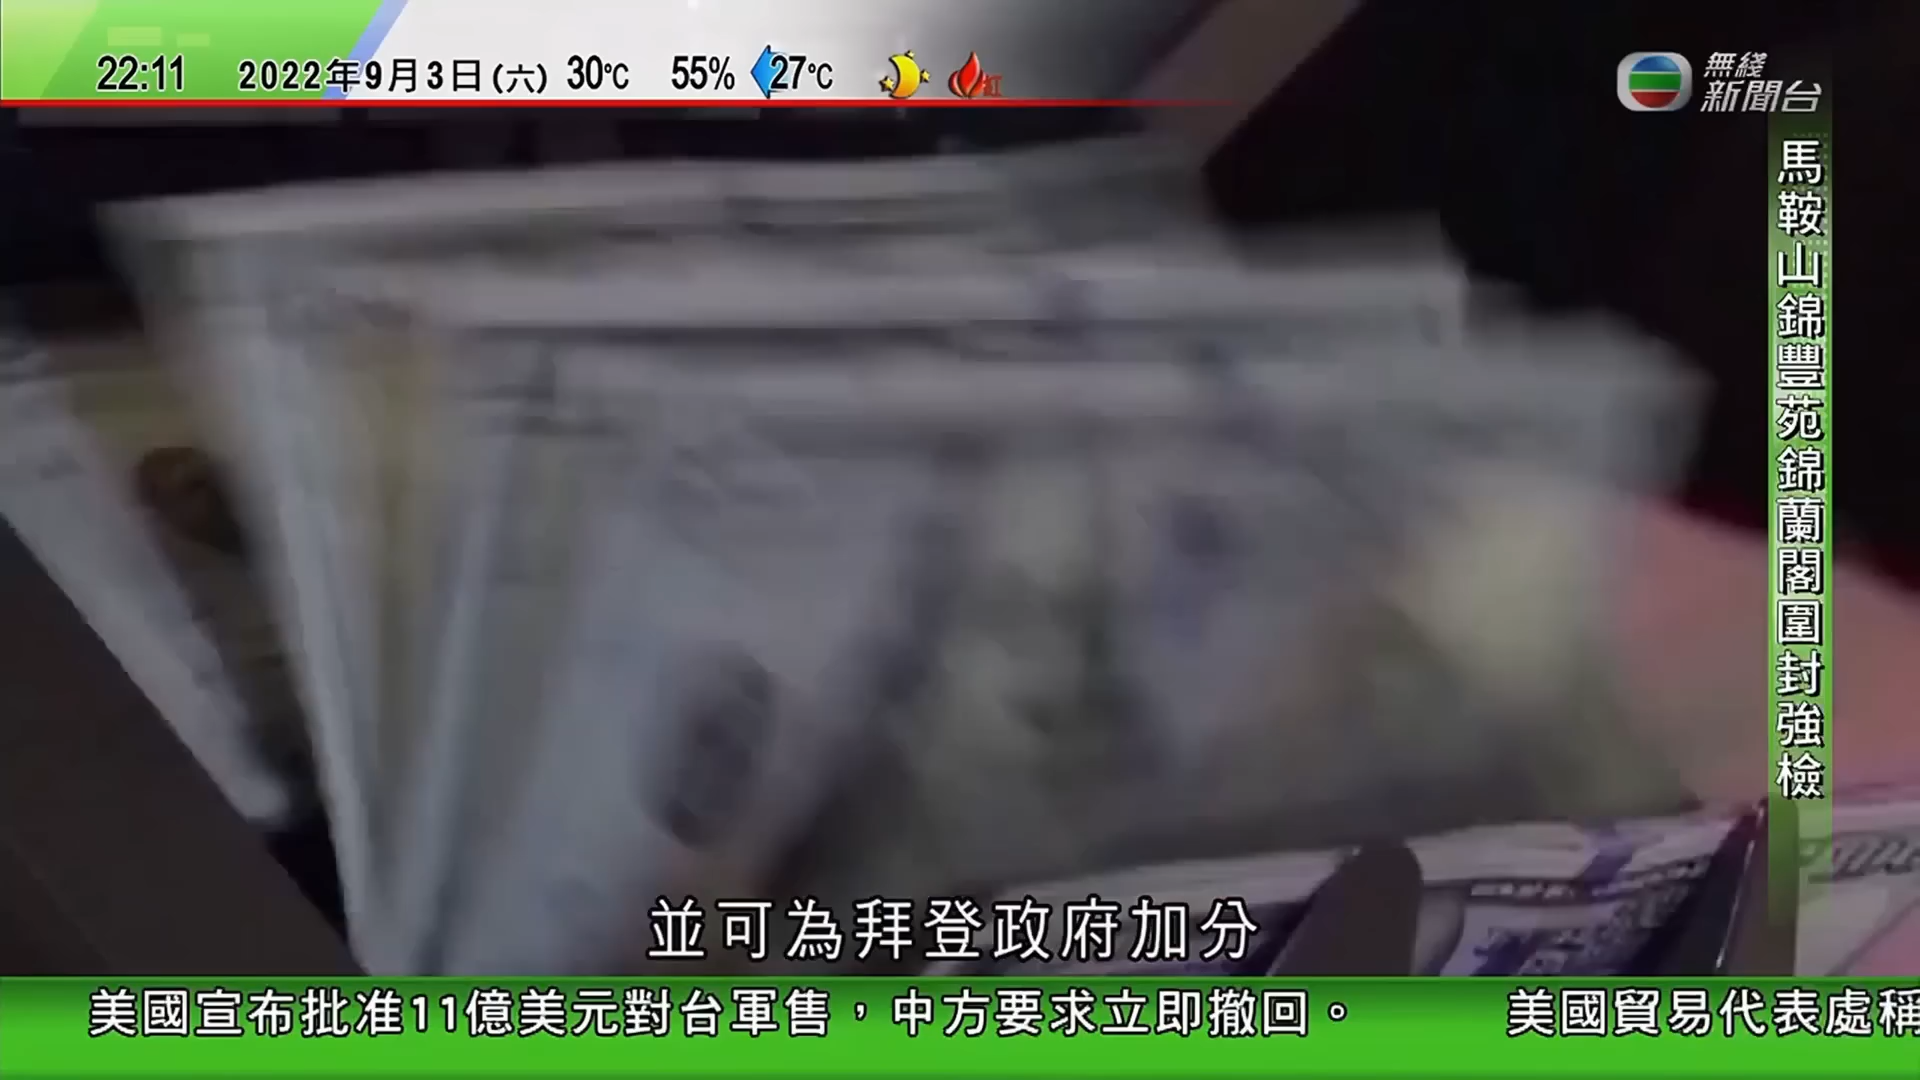 22:11 2022年9月3日(六) 30℃ 55% 27℃ 紅
無綫
新聞台
馬鞍山錦豐苑錦蘭閣圍封強檢
並可為拜登政府加分
美國宣布批准11億美元對台軍售，中方要求立即撤回。 美國貿易代表處稱